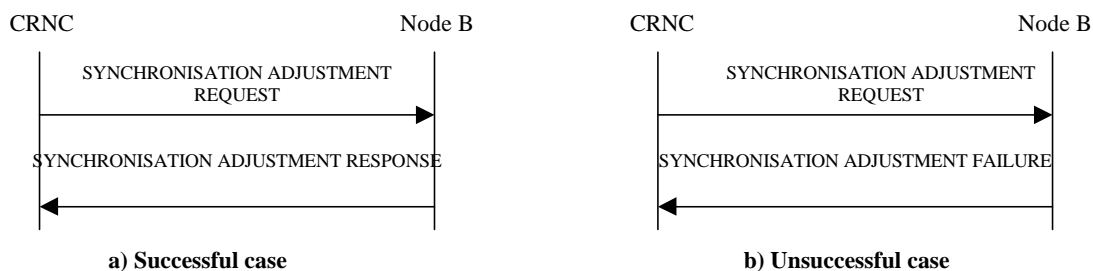 CRNC Node B
SYNCHRONISATION ADJUSTMENT
REQUEST
SYNCHRONISATION ADJUSTMENT RESPONSE
a) Successful case
CRNC Node B
SYNCHRONISATION ADJUSTMENT
REQUEST
SYNCHRONISATION ADJUSTMENT FAILURE
b) Unsuccessful case